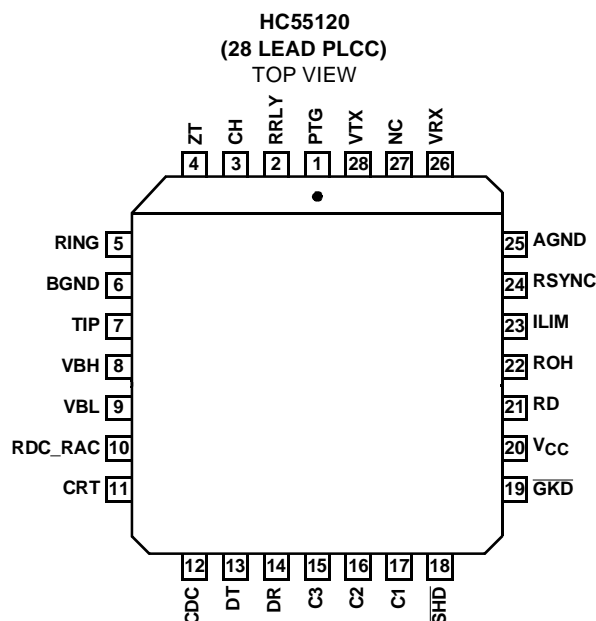 HC55120
(28 LEAD PLCC)
TOP VIEW
ZT
CH
RRLY
PTG
VTX
NC
VRX
4
3
2
1
28
27
26
RING 5
BGND 6
TIP 7
VBH 8
VBL 9
RDC_RAC 10
CRT 11
25 AGND
24 RSYNC
23 ILIM
22 ROH
21 RD
20 VCC
19 GKD
12
13
14
15
16
17
18
CDC
DT
DR
C3
C2
C1
SHD